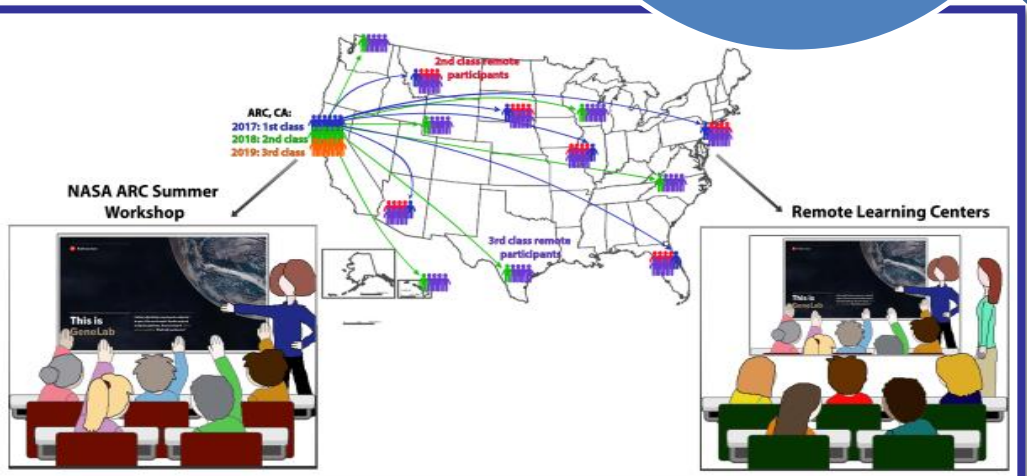 2nd class remote
participants
ARC, CA:
2017: 1st class
2018: 2nd class
2019: 3rd class
NASA ARC Summer
Workshop
Remote Learning Centers
3rd class remote
participants
This is
GeneLab
This is
GeneLab